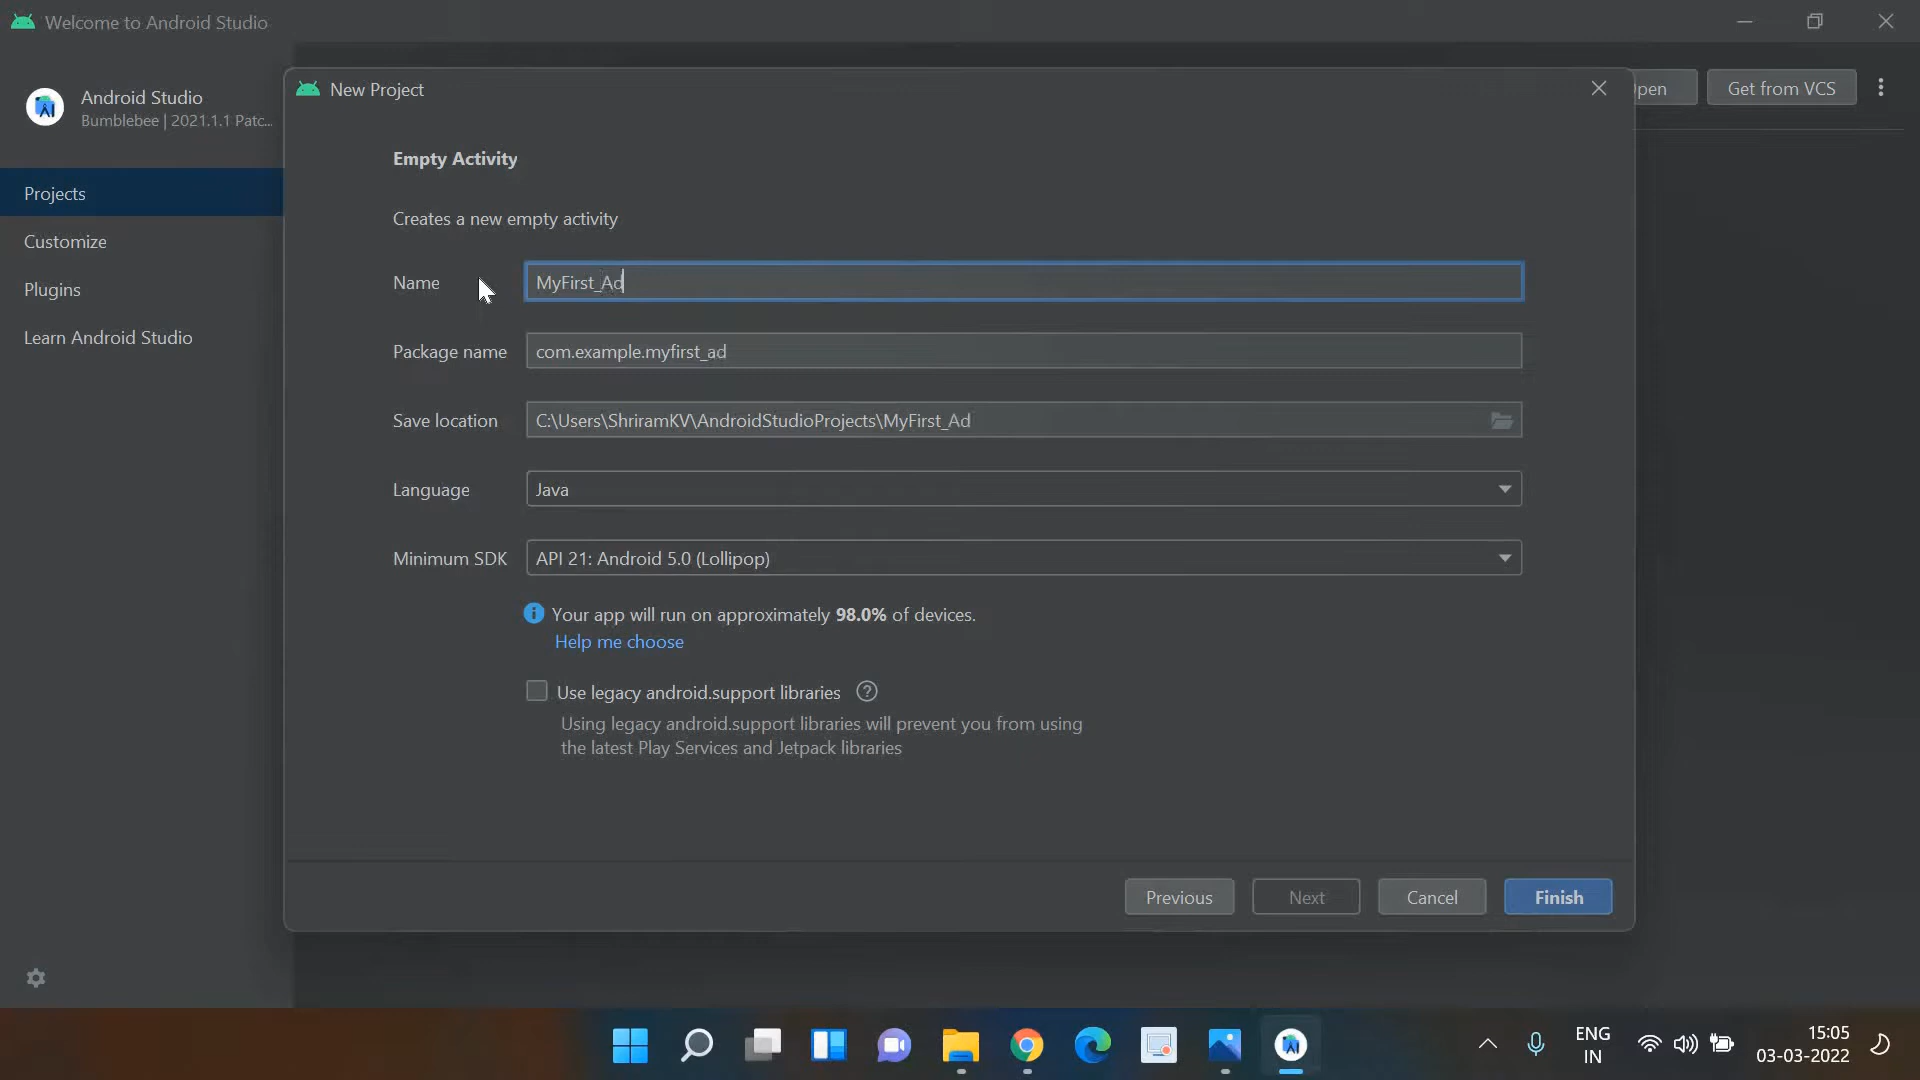 Welcome to Android Studio
Android Studio
Bumblebee | 2021.1.1 Patc...
Projects
Customize
Plugins
Learn Android Studio
pen
Get from VCS
New Project
Empty Activity
Creates a new empty activity
Name
MyFirst_Ad
Package name
com.example.myfirst_ad
Save location
C:\Users\ShriramKV\AndroidStudioProjects\MyFirst_Ad
Language
Java
Minimum SDK
API 21: Android 5.0 (Lollipop)
Your app will run on approximately 98.0% of devices.
Help me choose
Use legacy android.support libraries
Using legacy android.support libraries will prevent you from using
the latest Play Services and Jetpack libraries
Previous
Next
Cancel
Finish
ENG
IN
15:05
03-03-2022